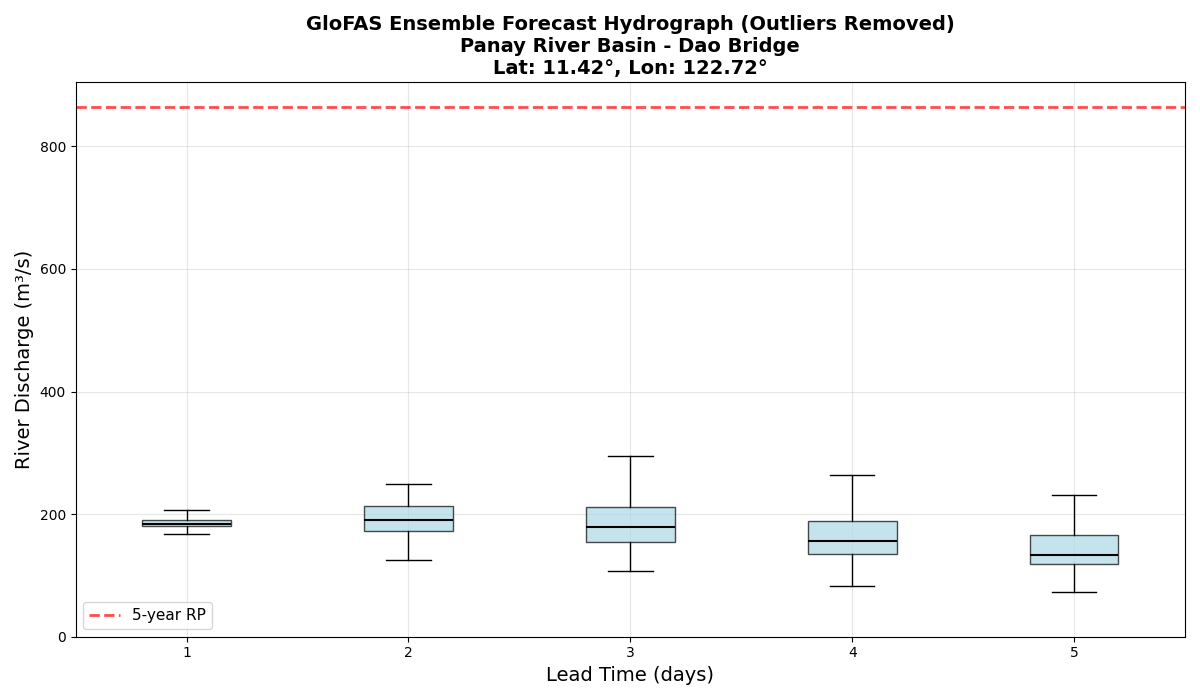 GloFAS Ensemble Forecast Hydrograph (Outliers Removed)
Panay River Basin - Dao Bridge
Lat: 11.42°, Lon: 122.72°
River Discharge (m³/s)
800
600
400
200
0
5-year RP
1 2 3 4 5
Lead Time (days)